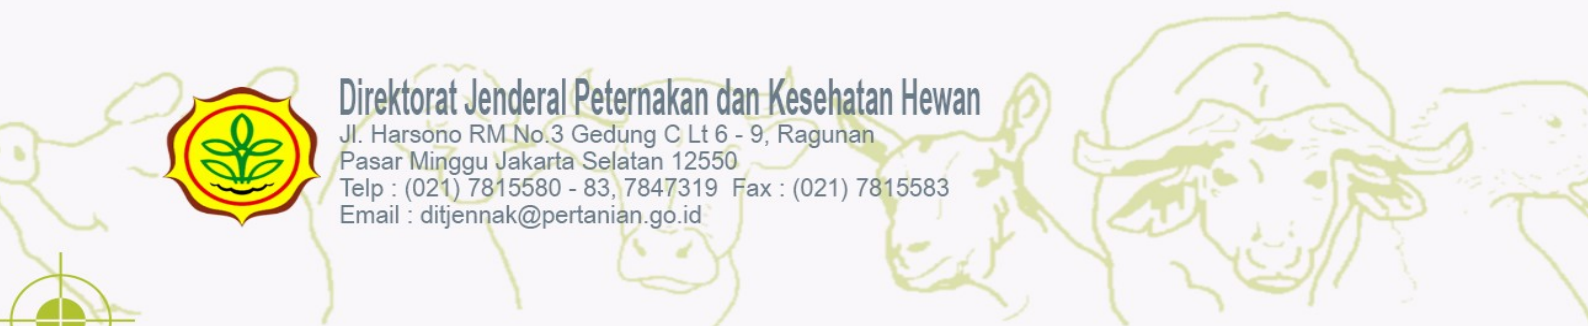 Direktorat Jenderal Peternakan dan Kesehatan Hewan
Jl. Harsono RM No.3 Gedung C Lt 6 - 9, Ragunan
Pasar Minggu Jakarta Selatan 12550
Telp : (021) 7815580 - 83, 7847319 Fax : (021) 7815583
Email : ditjennak@pertanian.go.id